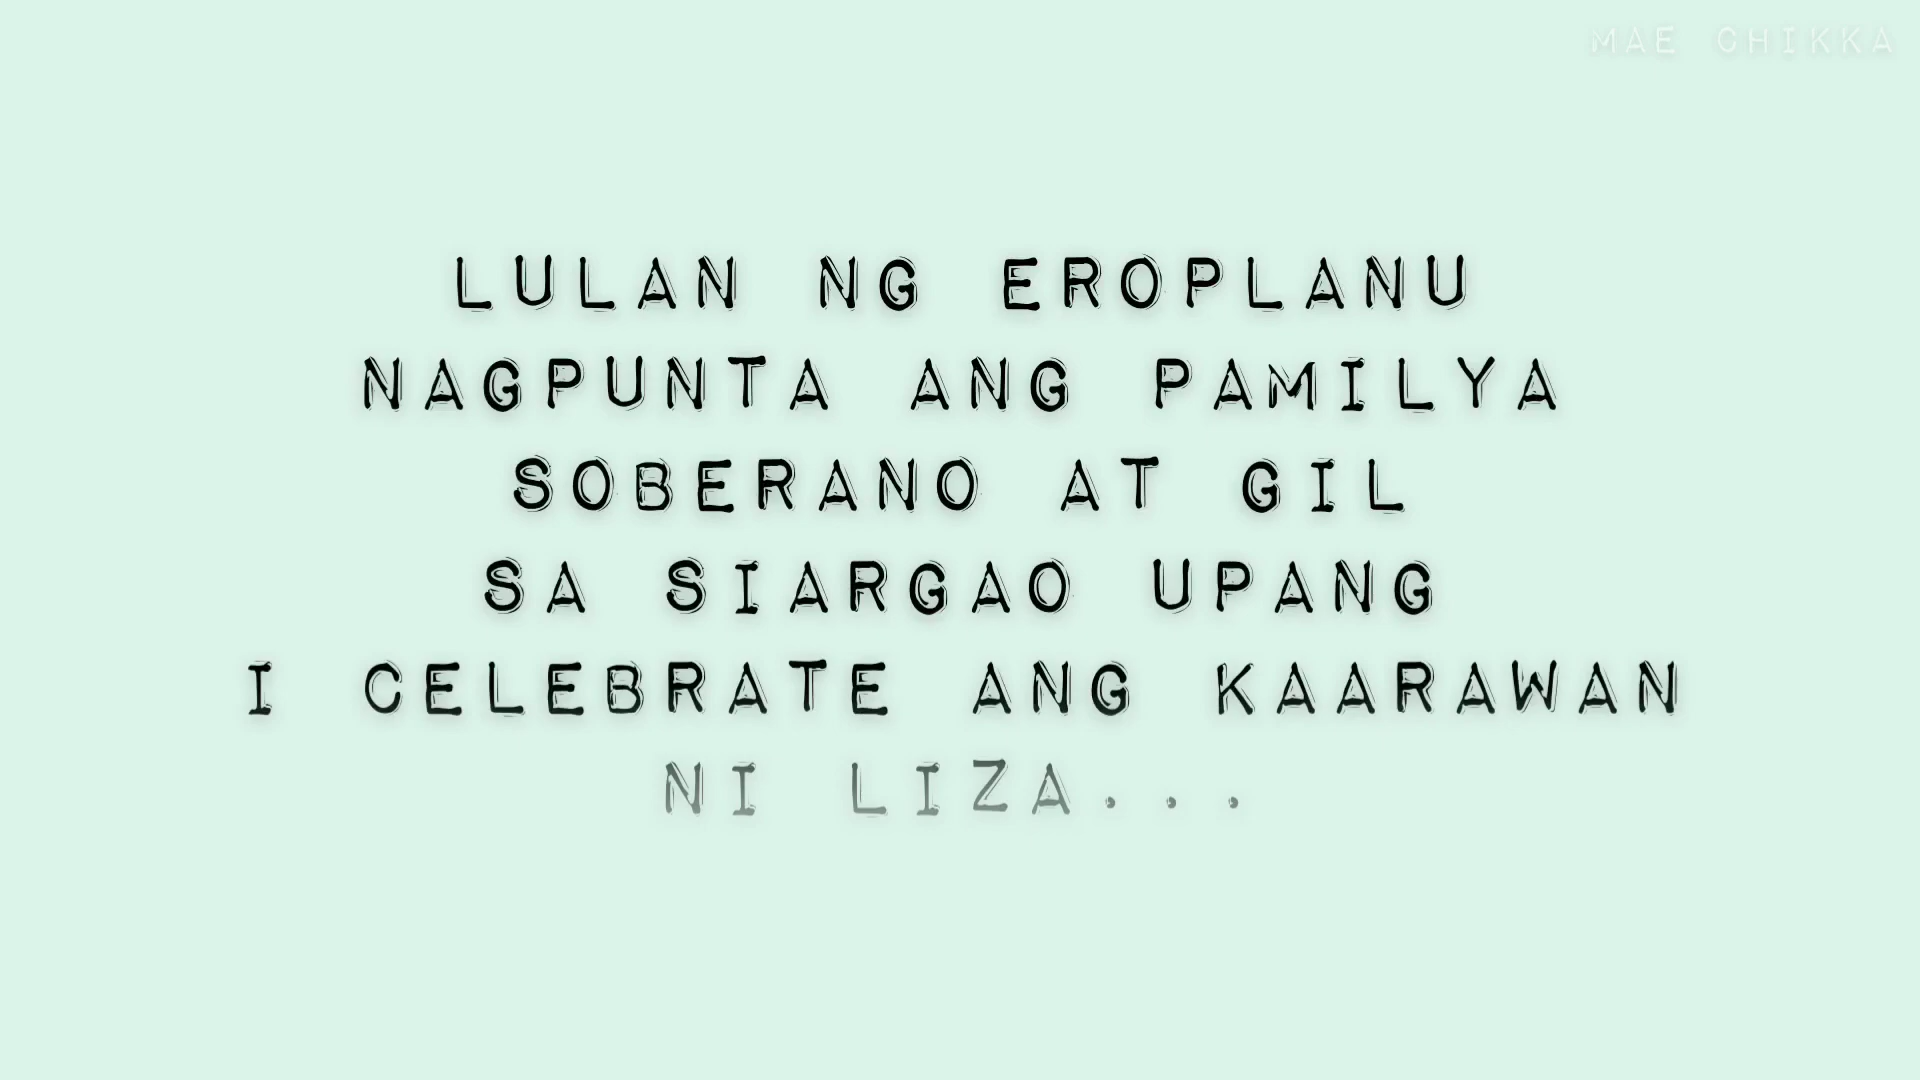 MAE CHIKKA
LULAN NG EROPLANU
NAGPUNTA ANG PAMILYA
SOBERANO AT GIL
SA SIARGAO UPANG
I CELEBRATE ANG KAARAWAN
NI LIZA...